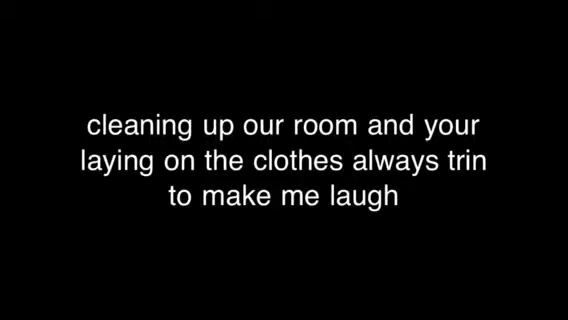 cleaning up our room and your
laying on the clothes always trin
to make me laugh